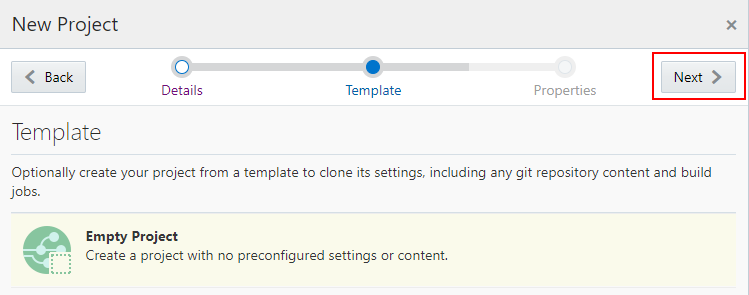 New Project
Back
Details
Template
Properties
Next
Template
Optionally create your project from a template to clone its settings, including any git repository content and build
jobs.
Empty Project
Create a project with no preconfigured settings or content.